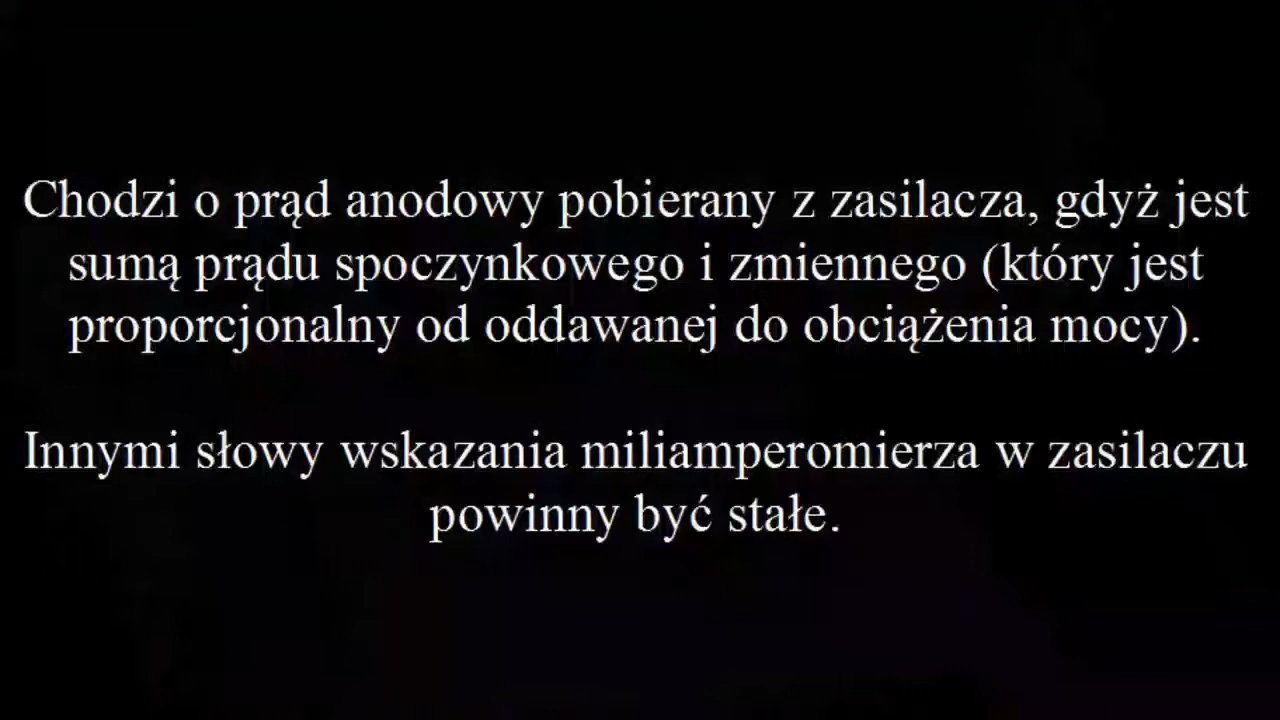 Chodzi o prąd anodowy pobierany z zasilacza, gdyż jest
sumą prądu spoczynkowego i zmiennego (który jest
proporcjonalny od oddawanej do obciążenia mocy).
Innymi słowy wskazania miliamperomierza w zasilaczu
powinny być stałe.